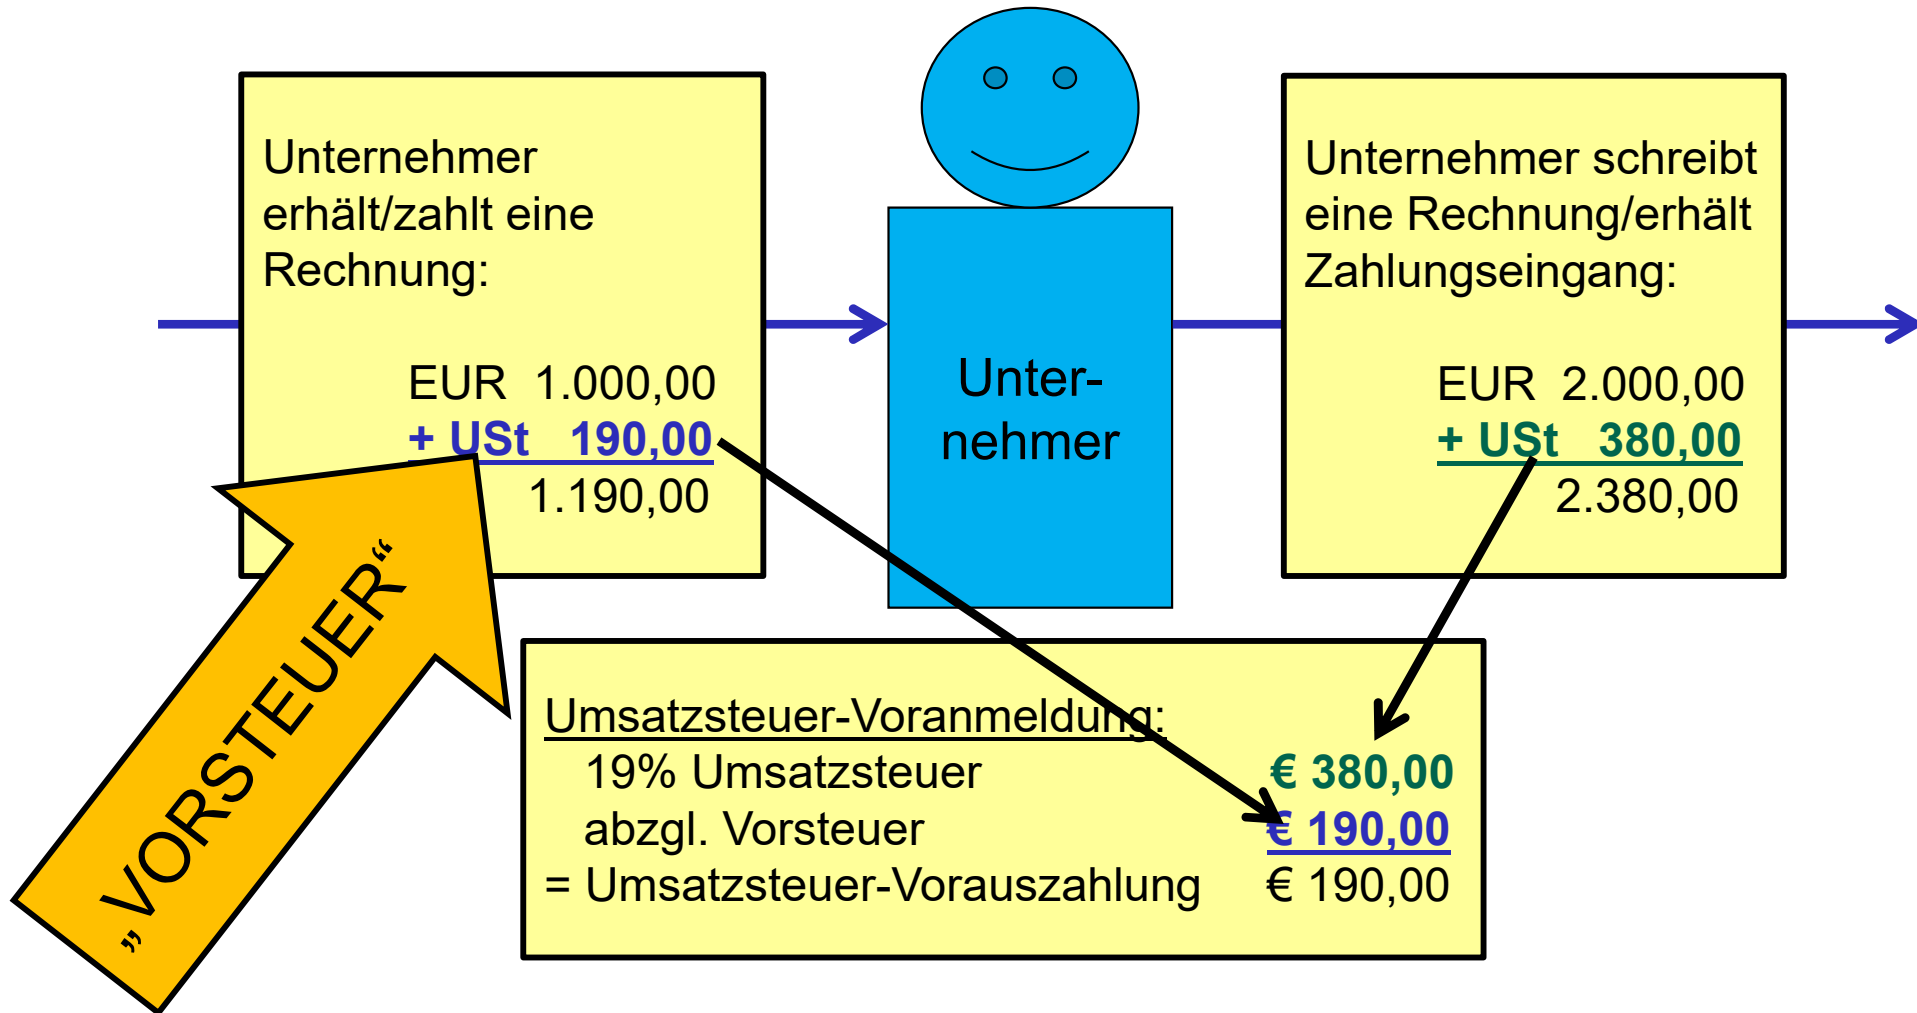 Unternehmer
erhält/zahlt eine
Rechnung:
EUR 1.000,00
+ USt 190,00
1.190,00
Unter-
nehmer
Unternehmer schreibt
eine Rechnung/erhält
Zahlungseingang:
EUR 2.000,00
+ USt 380,00
2.380,00
„VORSTEUER“
Umsatzsteuer-Voranmeldung:
19% Umsatzsteuer € 380,00
abzgl. Vorsteuer € 190,00
= Umsatzsteuer-Vorauszahlung € 190,00